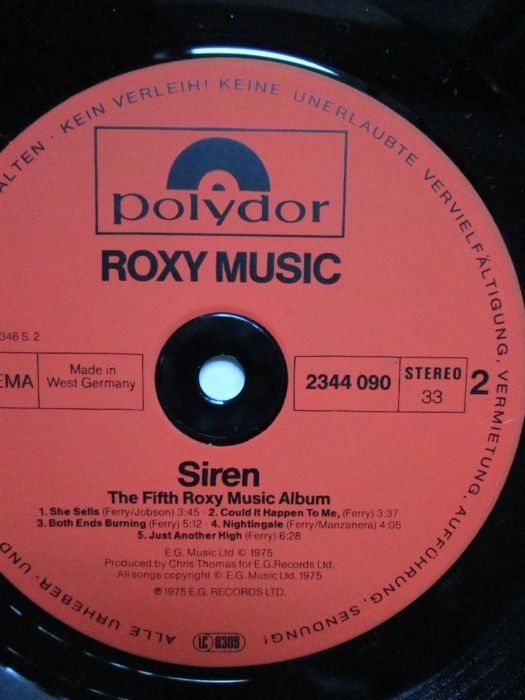 ALLE URHEBER- UND
ALTEN · KEIN VERLEIH! KEINE UNERLAUBTE VERVIELFÄLTIGUNG, VERMIETUNG, AUFFÜHRUNG, SENDUNG!
polydor
ROXY MUSIC
346 S. 2
EMA
Made in
West Germany
2344 090
STEREO
33
2
Siren
The Fifth Roxy Music Album
1. She Sells (Ferry/Jobson) 3:45 · 2. Could It Happen To Me, (Ferry) 3:37
3. Both Ends Burning (Ferry) 5:12 · 4. Nightingale (Ferry/Manzanera) 4:05
5. Just Another High (Ferry) 6:28
E.G. Music Ltd © 1975
Produced by Chris Thomas for E.G.Records Ltd.
All songs copyright © E.G. Music Ltd. 1975
℗ 1975 E.G. RECORDS LTD.
LC 0309